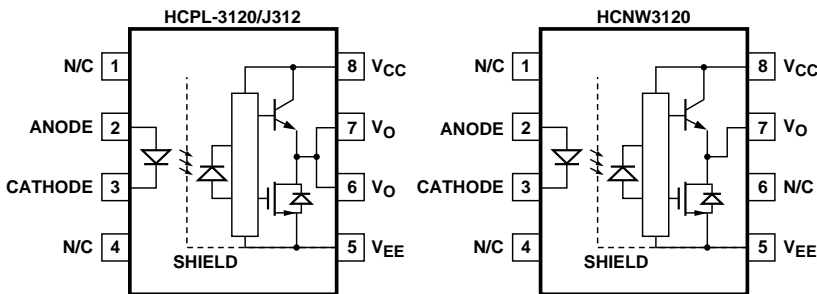 HCPL-3120/J312
N/C 1
8 VCC
ANODE 2
7 VO
CATHODE 3
6 VO
N/C 4
5 VEE
SHIELD
HCNW3120
N/C 1
8 VCC
ANODE 2
7 VO
CATHODE 3
6 N/C
N/C 4
5 VEE
SHIELD